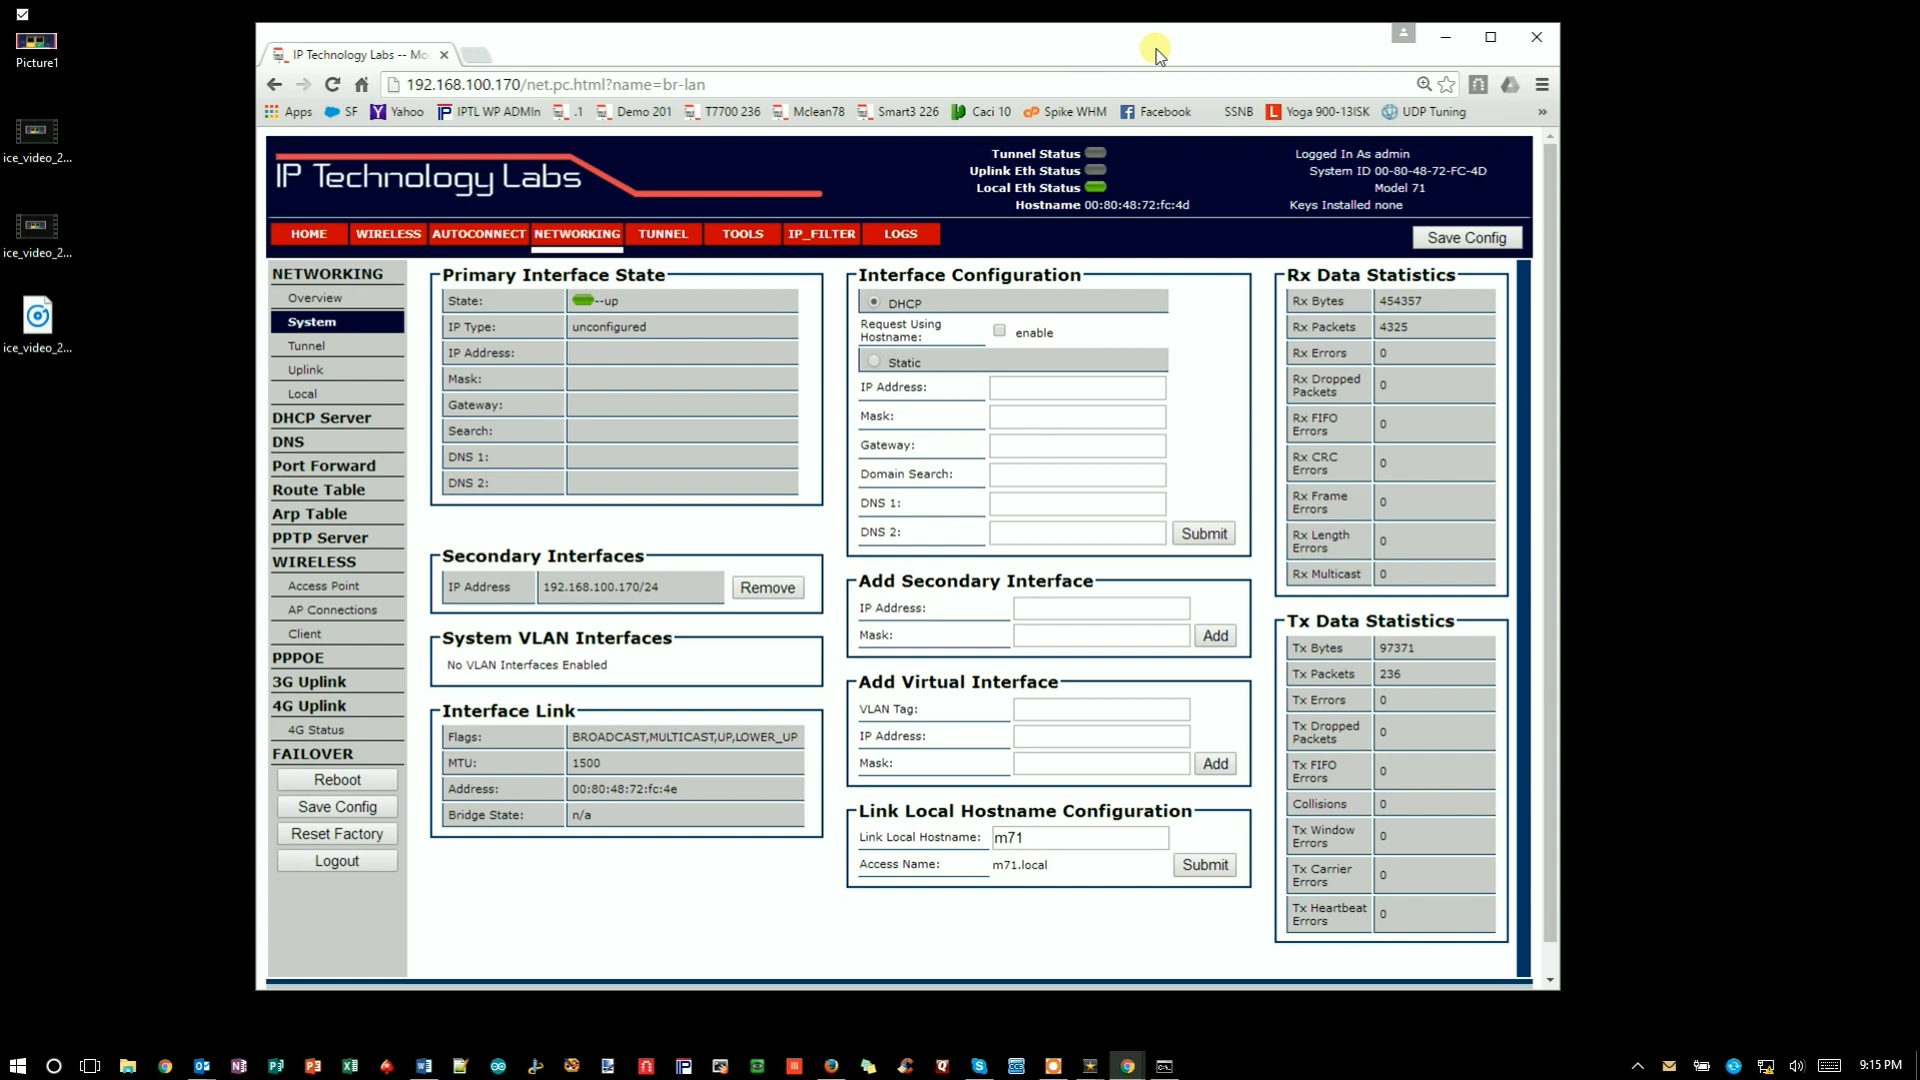 Picture1
ice_video_2...
ice_video_2...
ice_video_2...
IP Technology Labs -- Mo
192.168.100.170/net.pc.html?name=br-lan
Apps SF Yahoo IPTL WP ADMIn .1 Demo 201 T7700 236 Mclean78 Smart3 226 Caci 10 Spike WHM Facebook SSNB Yoga 900-13ISK UDP Tuning »
IP Technology Labs
Tunnel Status
Uplink Eth Status
Local Eth Status
Hostname 00:80:48:72:fc:4d
Logged In As admin
System ID 00-80-48-72-FC-4D
Model 71
Keys Installed none
HOME WIRELESS AUTOCONNECT NETWORKING TUNNEL TOOLS IP_FILTER LOGS
Save Config
NETWORKING
Overview
System
Tunnel
Uplink
Local
DHCP Server
DNS
Port Forward
Route Table
Arp Table
PPTP Server
WIRELESS
Access Point
AP Connections
Client
PPPOE
3G Uplink
4G Uplink
4G Status
FAILOVER
Reboot
Save Config
Reset Factory
Logout
Primary Interface State
State: --up
IP Type: unconfigured
IP Address:
Mask:
Gateway:
Search:
DNS 1:
DNS 2:
Secondary Interfaces
IP Address 192.168.100.170/24 Remove
System VLAN Interfaces
No VLAN Interfaces Enabled
Interface Link
Flags: BROADCAST,MULTICAST,UP,LOWER_UP
MTU: 1500
Address: 00:80:48:72:fc:4e
Bridge State: n/a
Interface Configuration
DHCP
Request Using
Hostname: enable
Static
IP Address:
Mask:
Gateway:
Domain Search:
DNS 1:
DNS 2: Submit
Add Secondary Interface
IP Address:
Mask: Add
Add Virtual Interface
VLAN Tag:
IP Address:
Mask: Add
Link Local Hostname Configuration
Link Local Hostname: m71
Access Name: m71.local Submit
Rx Data Statistics
Rx Bytes 454357
Rx Packets 4325
Rx Errors 0
Rx Dropped
Packets 0
Rx FIFO
Errors 0
Rx CRC
Errors 0
Rx Frame
Errors 0
Rx Length
Errors 0
Rx Multicast 0
Tx Data Statistics
Tx Bytes 97371
Tx Packets 236
Tx Errors 0
Tx Dropped
Packets 0
Tx FIFO
Errors 0
Collisions 0
Tx Window
Errors 0
Tx Carrier
Errors 0
Tx Heartbeat
Errors 0
9:15 PM